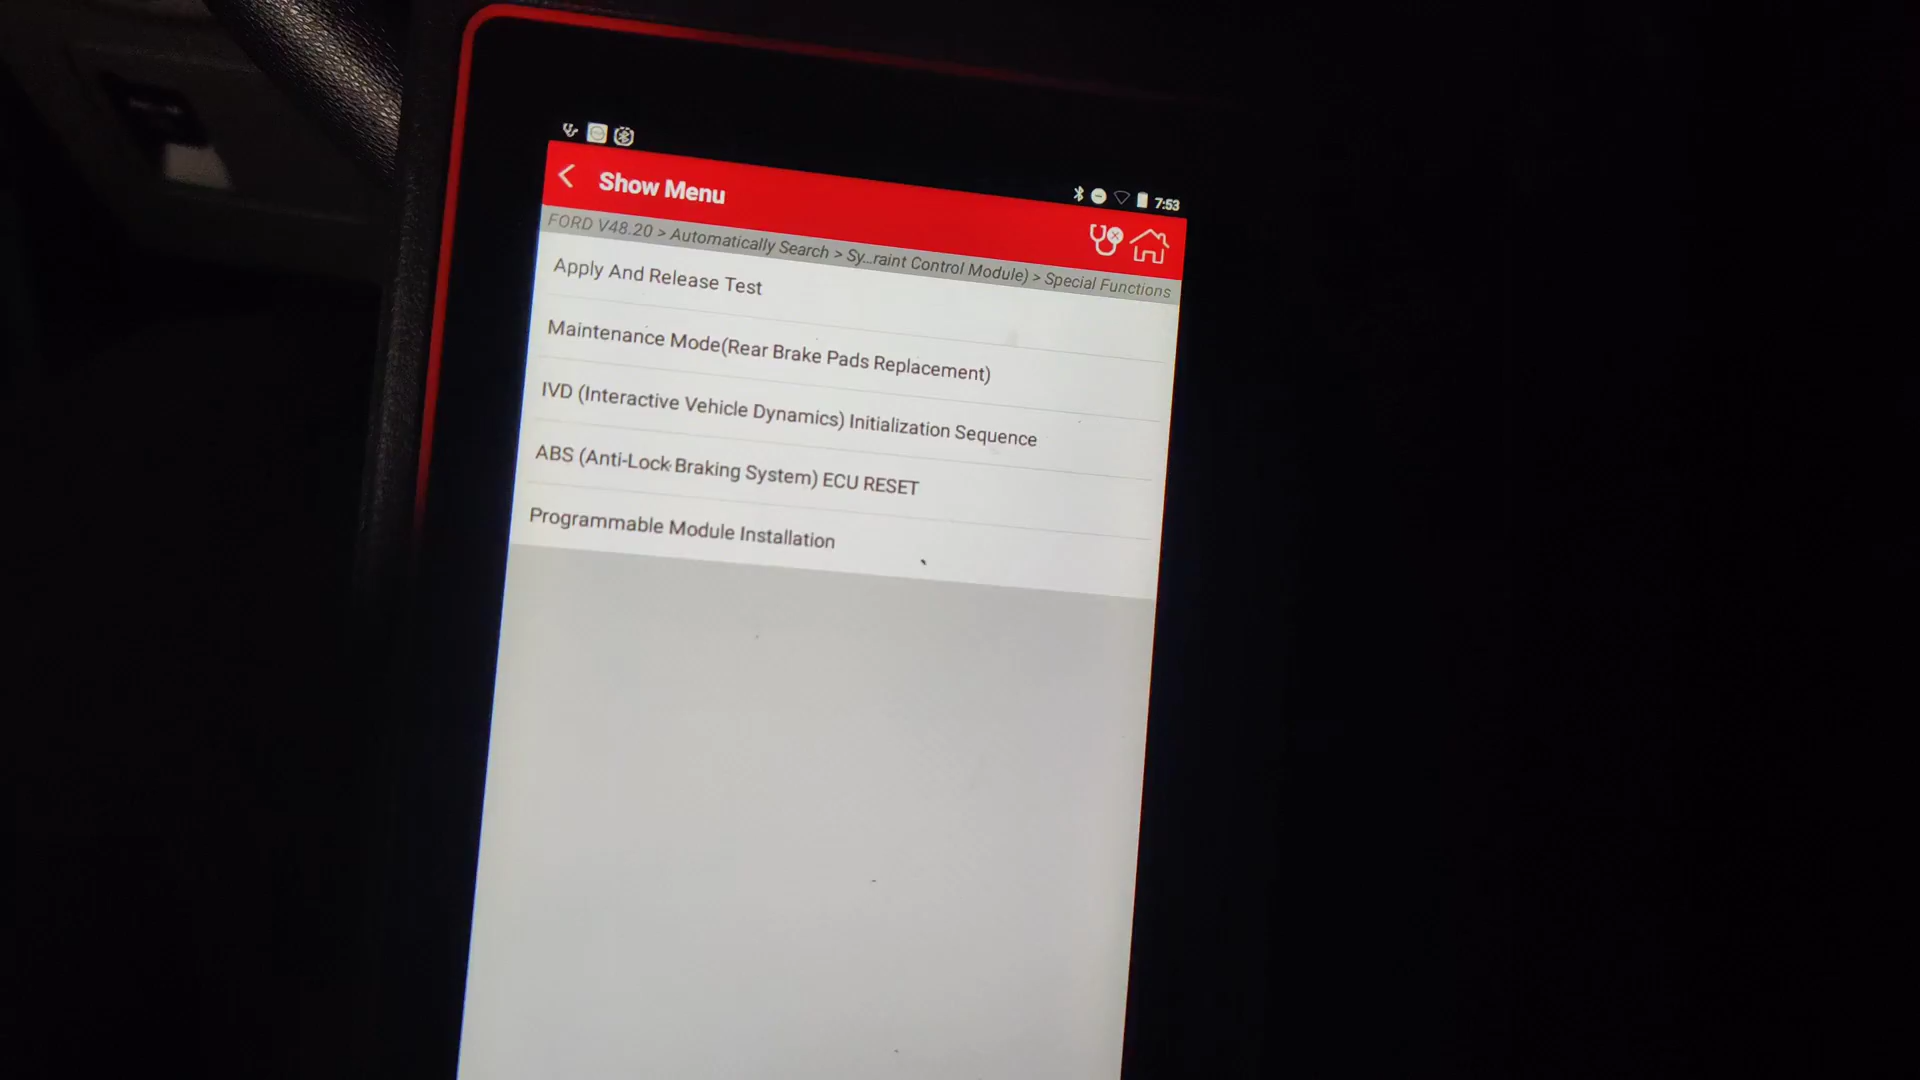 7:53
Show Menu
FORD V48.20 > Automatically Search > Sy...raint Control Module) > Special Functions
Apply And Release Test
Maintenance Mode(Rear Brake Pads Replacement)
IVD (Interactive Vehicle Dynamics) Initialization Sequence
ABS (Anti-Lock Braking System) ECU RESET
Programmable Module Installation